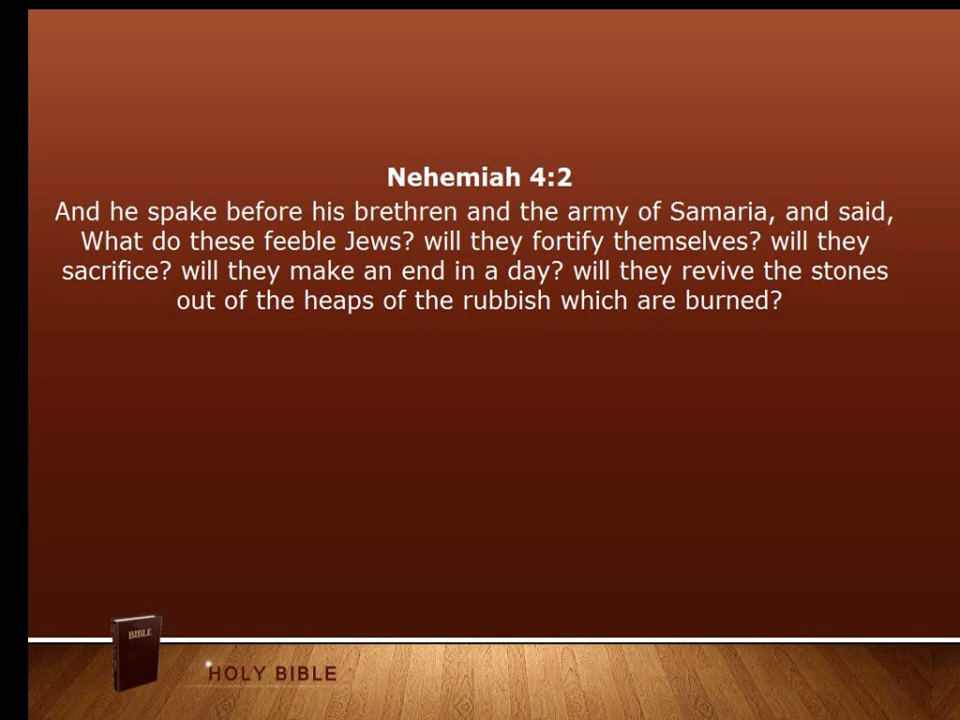 Nehemiah 4:2
And he spake before his brethren and the army of Samaria, and said,
What do these feeble Jews? will they fortify themselves? will they
sacrifice? will they make an end in a day? will they revive the stones
out of the heaps of the rubbish which are burned?
BIBLE
HOLY BIBLE